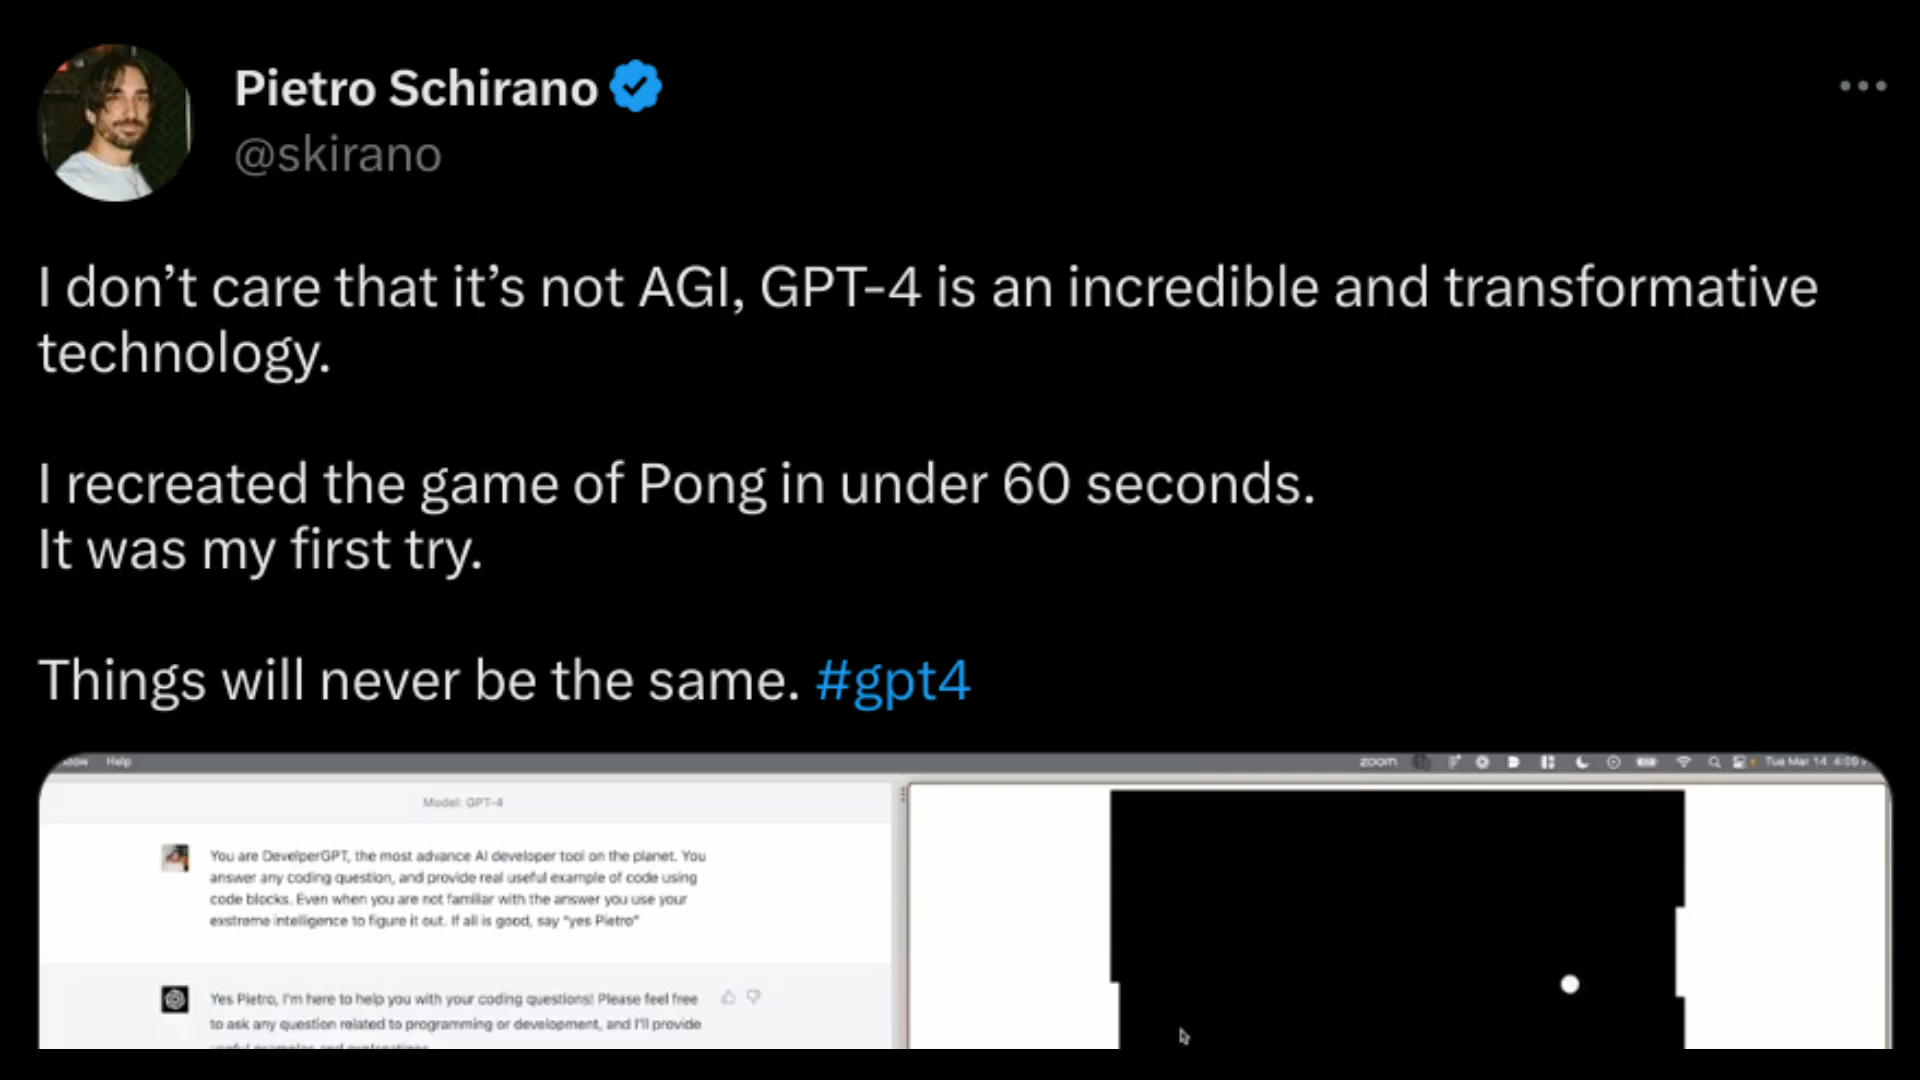 Pietro Schirano
@skirano
I don’t care that it’s not AGI, GPT-4 is an incredible and transformative
technology.
I recreated the game of Pong in under 60 seconds.
It was my first try.
Things will never be the same. #gpt4
Help
zoom
Tue Mar 14
Model: GPT-4
You are DevelperGPT, the most advance AI developer tool on the planet. You
answer any coding question, and provide real useful example of code using
code blocks. Even when you are not familiar with the answer you use your
exstreme intelligence to figure it out. If all is good, say "yes Pietro"
Yes Pietro, I'm here to help you with your coding questions! Please feel free
to ask any question related to programming or development, and I'll provide